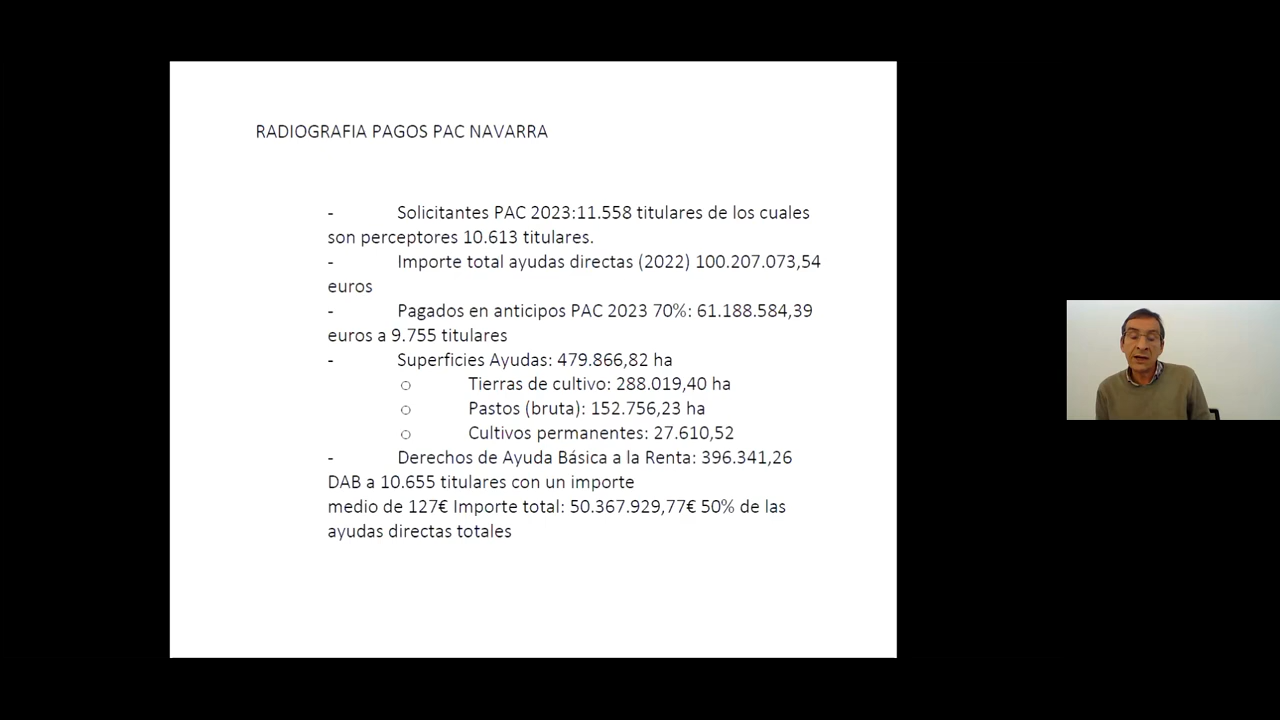 RADIOGRAFIA PAGOS PAC NAVARRA
- Solicitantes PAC 2023:11.558 titulares de los cuales
son perceptores 10.613 titulares.
- Importe total ayudas directas (2022) 100.207.073,54
euros
- Pagados en anticipos PAC 2023 70%: 61.188.584,39
euros a 9.755 titulares
- Superficies Ayudas: 479.866,82 ha
○ Tierras de cultivo: 288.019,40 ha
○ Pastos (bruta): 152.756,23 ha
○ Cultivos permanentes: 27.610,52
- Derechos de Ayuda Básica a la Renta: 396.341,26
DAB a 10.655 titulares con un importe
medio de 127€ Importe total: 50.367.929,77€ 50% de las
ayudas directas totales